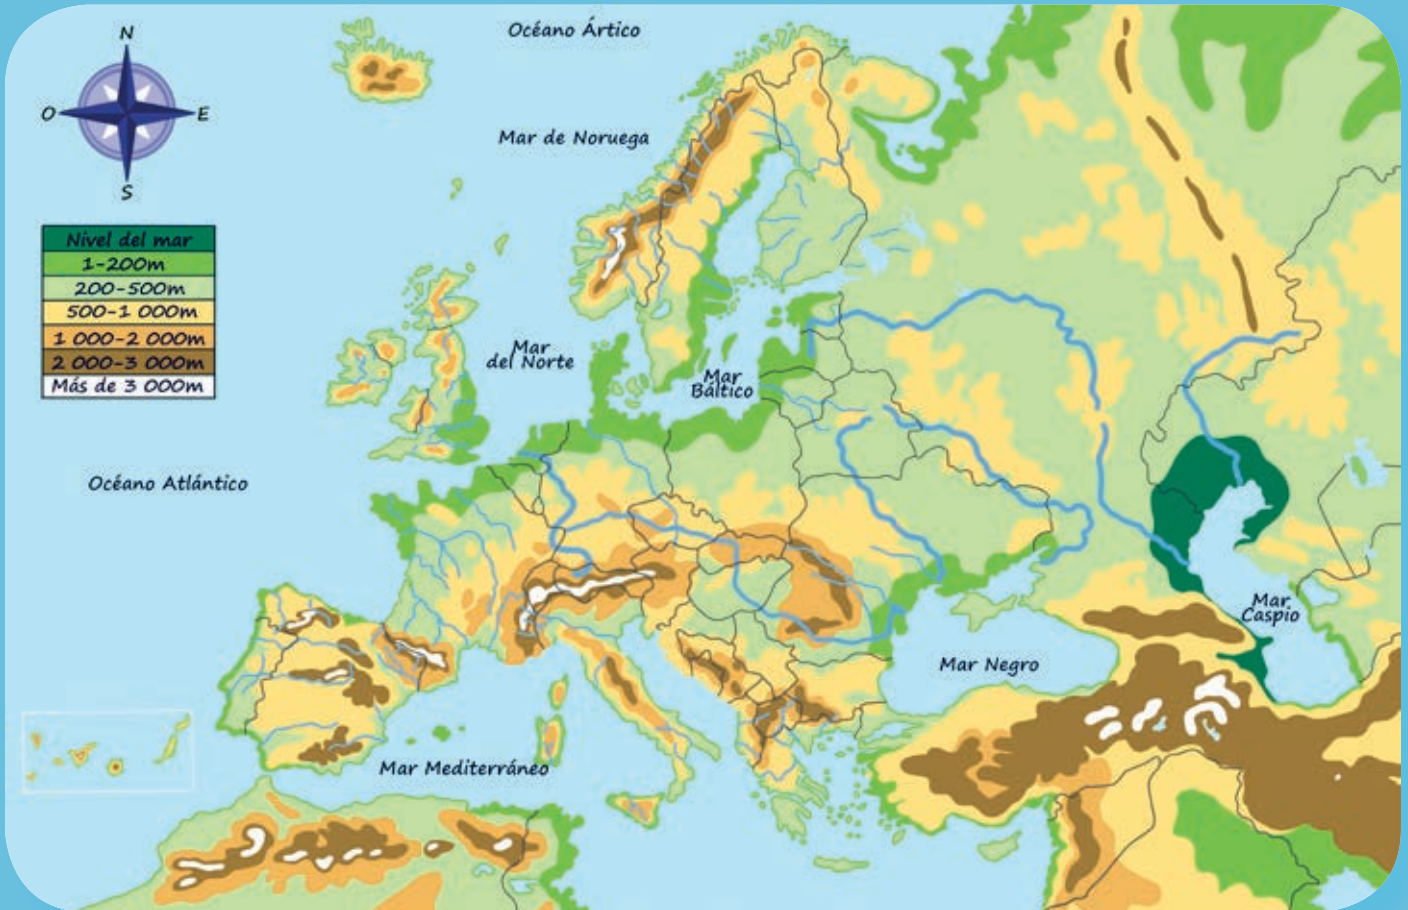 Océano Ártico
N
O
E
S
Mar de Noruega
Nivel del mar
1-200m
200-500m
500-1 000m
1 000-2 000m
2 000-3 000m
Más de 3 000m
Mar
del Norte
Mar
Báltico
Océano Atlántico
Mar
Caspio
Mar Negro
Mar Mediterráneo